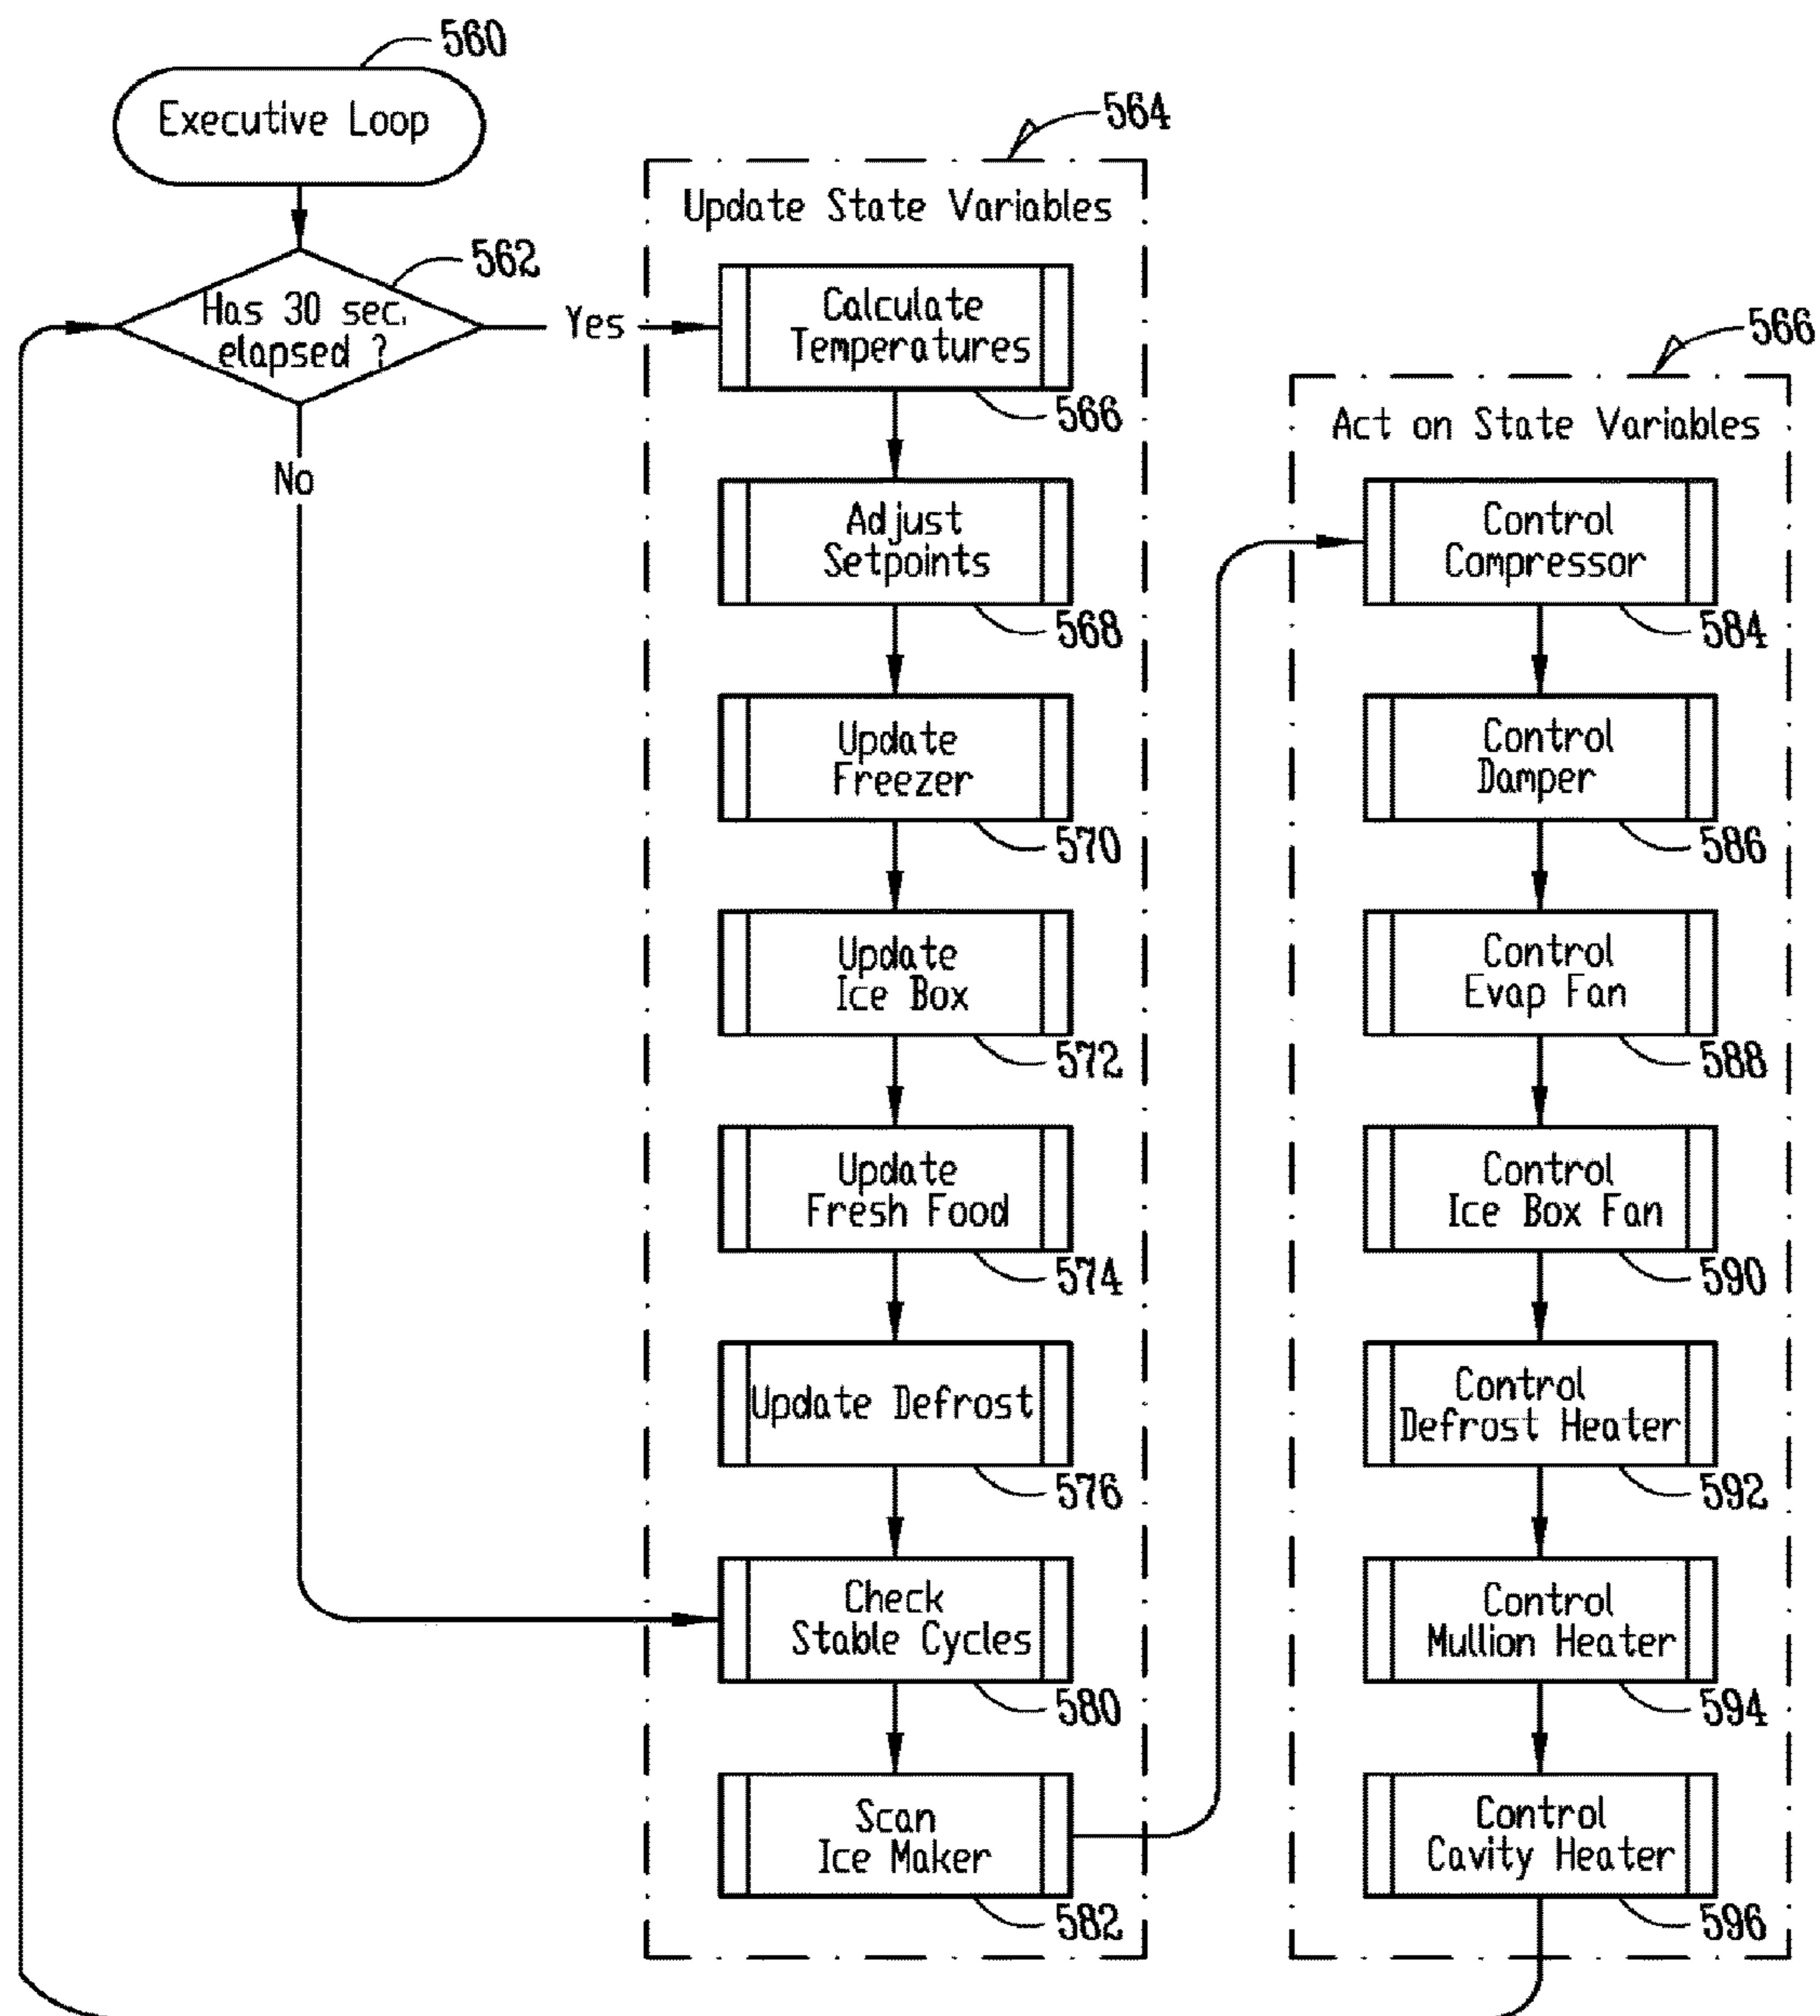 560
Executive Loop
562
Has 30 sec.
elapsed ?
Yes
No
564
Update State Variables
Calculate
Temperatures
566
Adjust
Setpoints
568
Update
Freezer
570
Update
Ice Box
572
Update
Fresh Food
574
Update Defrost
576
Check
Stable Cycles
580
Scan
Ice Maker
582
566
Act on State Variables
Control
Compressor
584
Control
Damper
586
Control
Evap Fan
588
Control
Ice Box Fan
590
Control
Defrost Heater
592
Control
Mullion Heater
594
Control
Cavity Heater
596